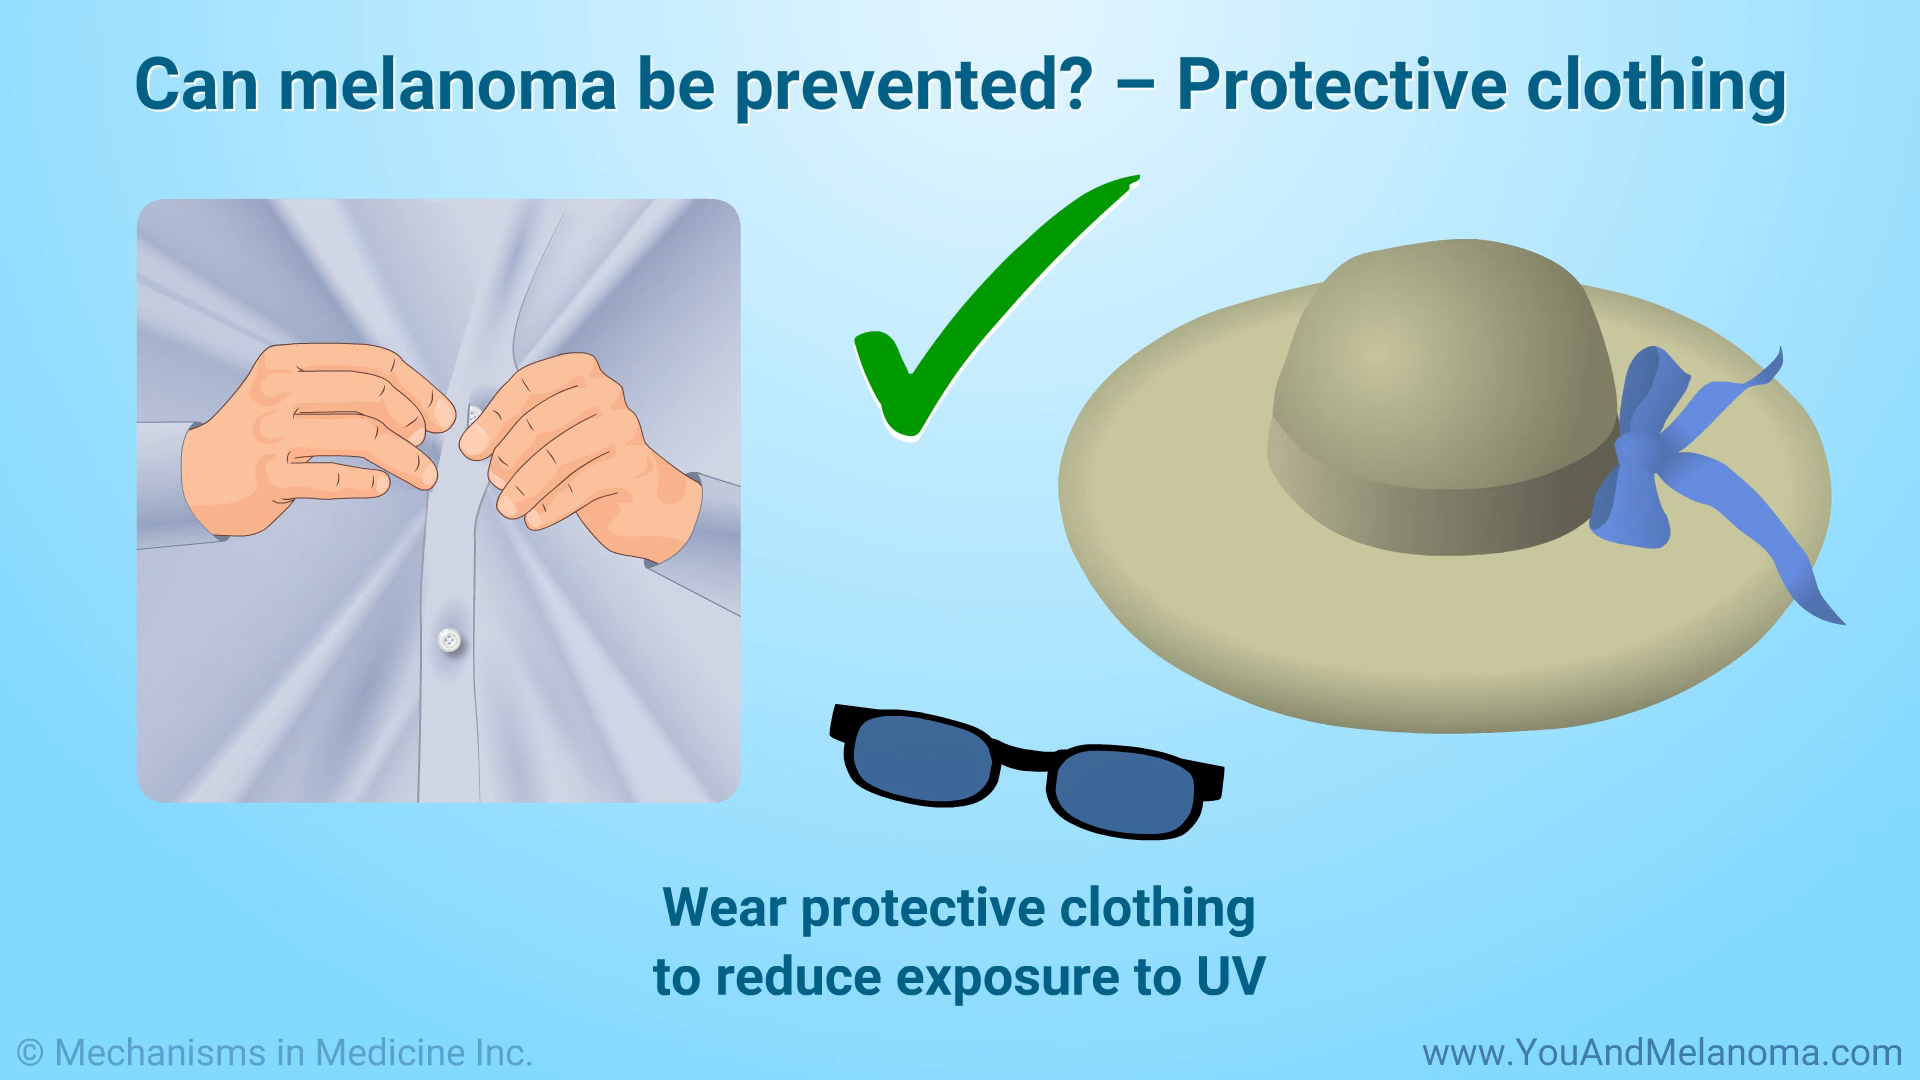 Can melanoma be prevented? – Protective clothing
Wear protective clothing
to reduce exposure to UV
© Mechanisms in Medicine Inc.
www.YouAndMelanoma.com